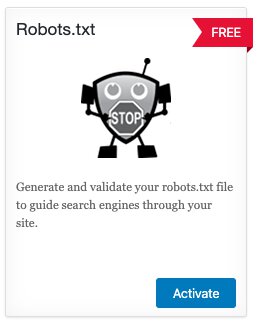 Robots.txt
FREE
STOP
Generate and validate your robots.txt file
to guide search engines through your
site.
Activate